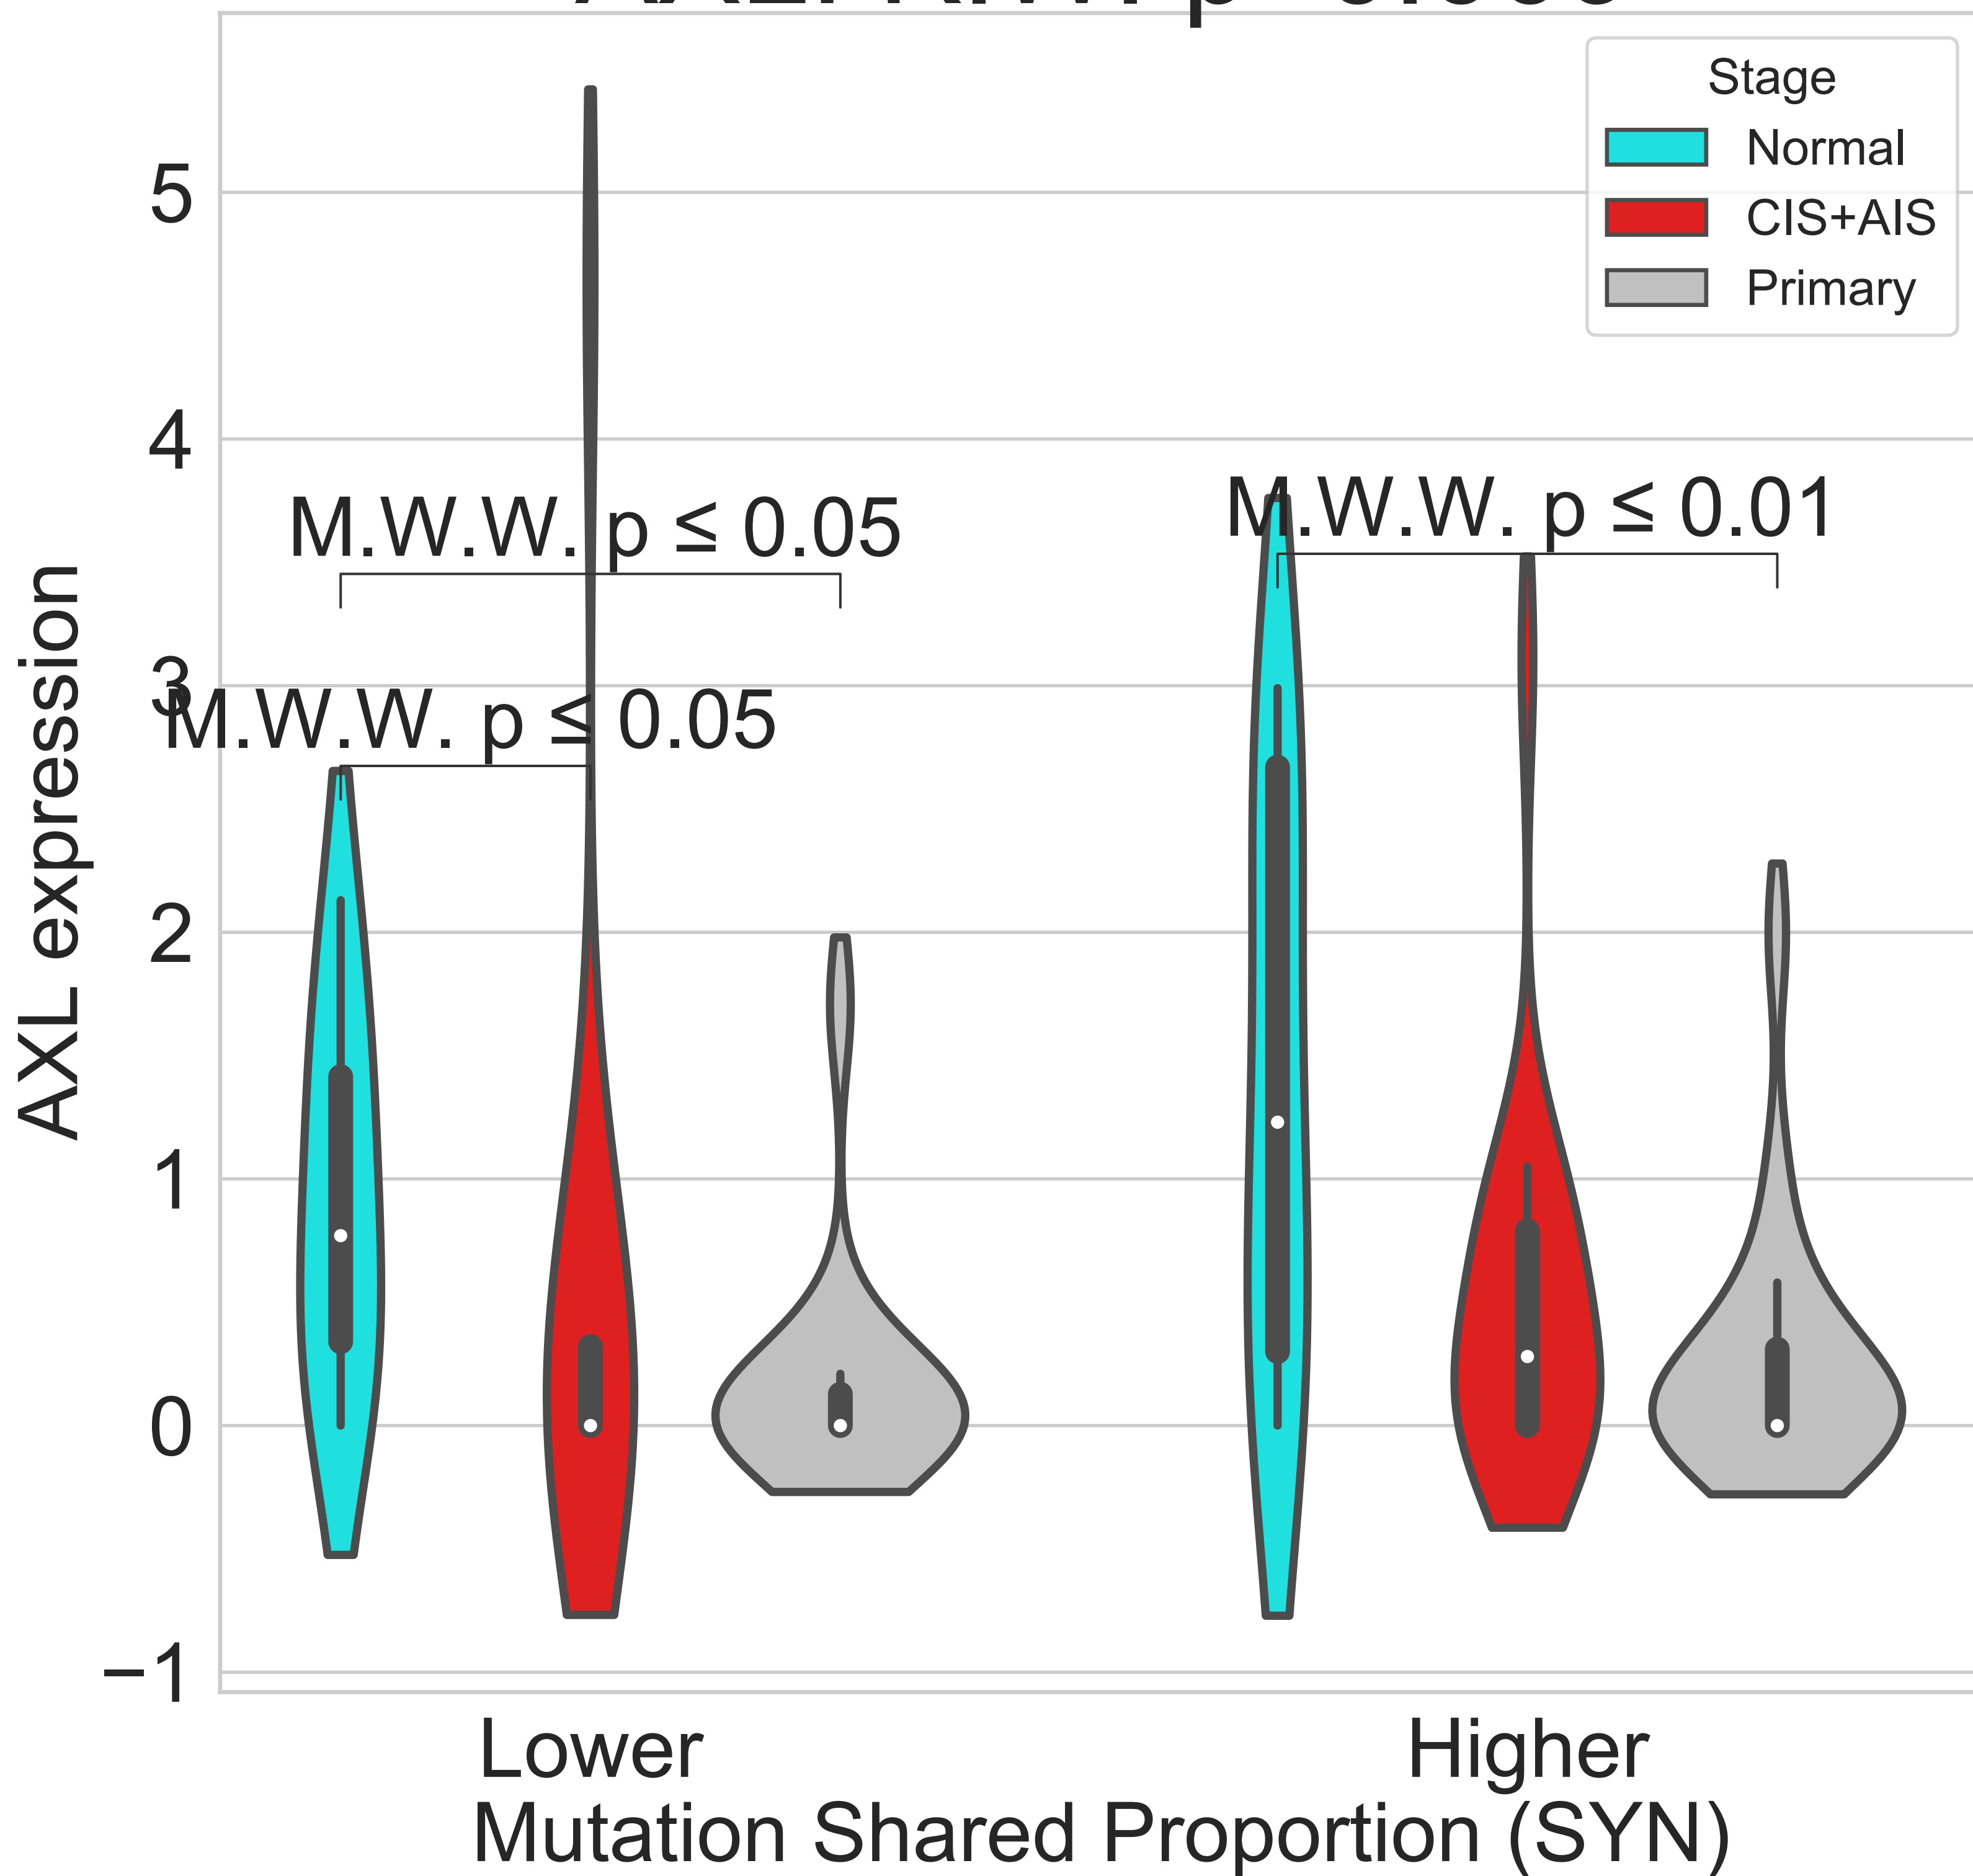 Stage
Normal
CIS+AIS
Primary
5
4
3
2
1
0
−1
M.W.W. p ≤ 0.05
M.W.W. p ≤ 0.01
M.W.W. p ≤ 0.05
AXL expression
Lower
Higher
Mutation Shared Proportion (SYN)